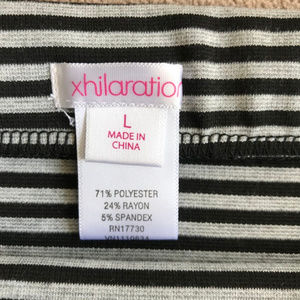 xhilaration
L
MADE IN
CHINA
71% POLYESTER
24% RAYON
5% SPANDEX
RN17730